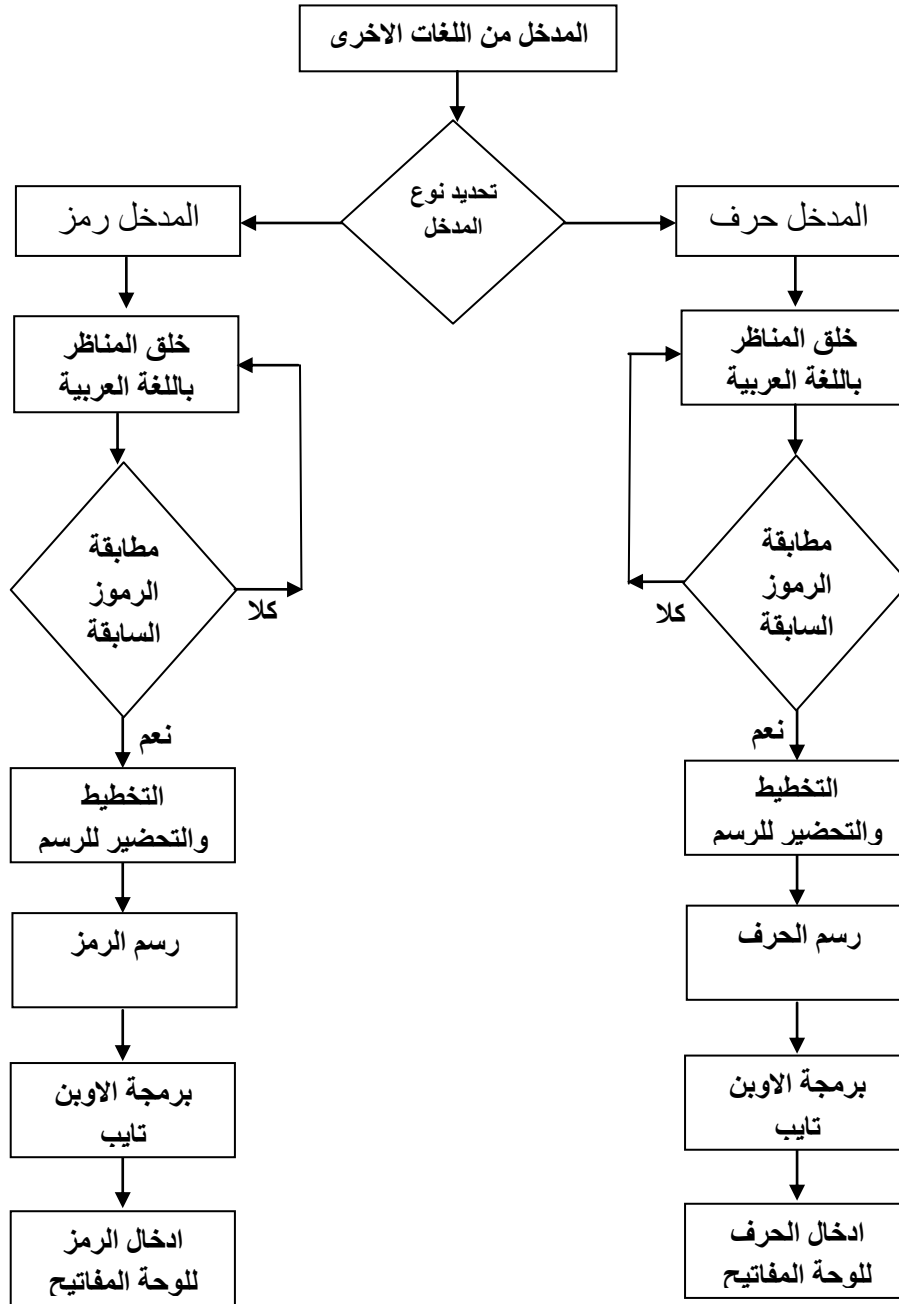 المدخل من اللغات الاخرى
تحديد نوع
المدخل
المدخل حرف
المدخل رمز
خلق المناظر
باللغة العربية
خلق المناظر
باللغة العربية
مطابقة
الرموز
السابقة
كلا
مطابقة
الرموز
السابقة
كلا
نعم
نعم
التخطيط
والتحضير للرسم
التخطيط
والتحضير للرسم
رسم الحرف
رسم الرمز
برمجة الاوبن
تايب
برمجة الاوبن
تايب
ادخال الحرف
للوحة المفاتيح
ادخال الرمز
للوحة المفاتيح